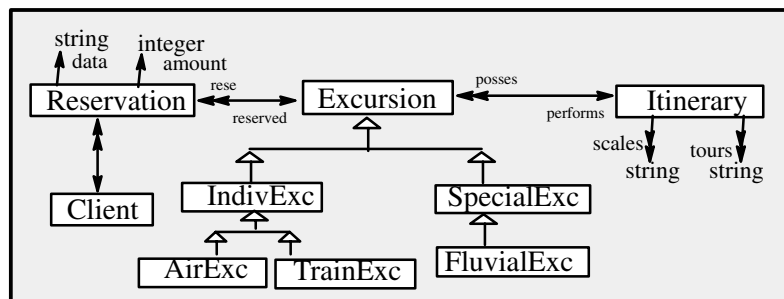 string
data
integer
amount
Reservation
rese
reserved
Excursion
posses
performs
Itinerary
scales
string
tours
string
Client
IndivExc
SpecialExc
AirExc
TrainExc
FluvialExc